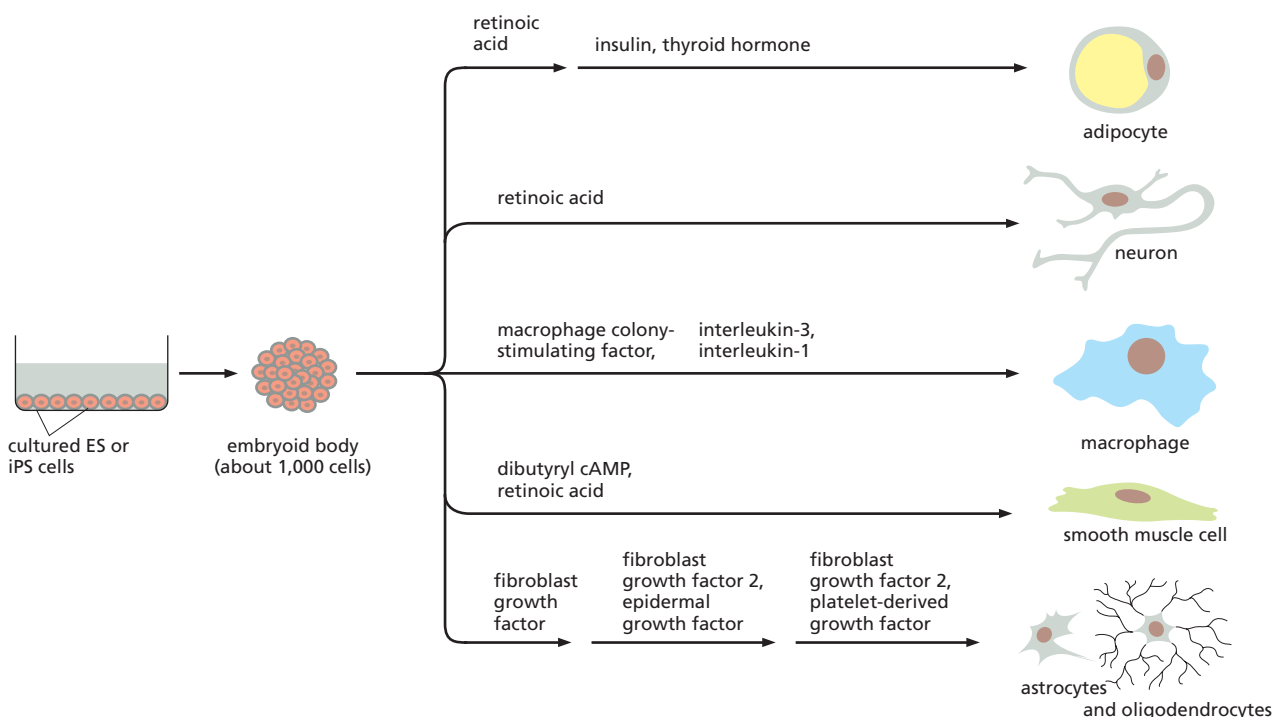 retinoic
acid
insulin, thyroid hormone
adipocyte
retinoic acid
neuron
macrophage colony-
stimulating factor,
interleukin-3,
interleukin-1
macrophage
cultured ES or
iPS cells
embryoid body
(about 1,000 cells)
dibutyryl cAMP,
retinoic acid
smooth muscle cell
fibroblast
growth
factor
fibroblast
growth factor 2,
epidermal
growth factor
fibroblast
growth factor 2,
platelet-derived
growth factor
astrocytes
and oligodendrocytes